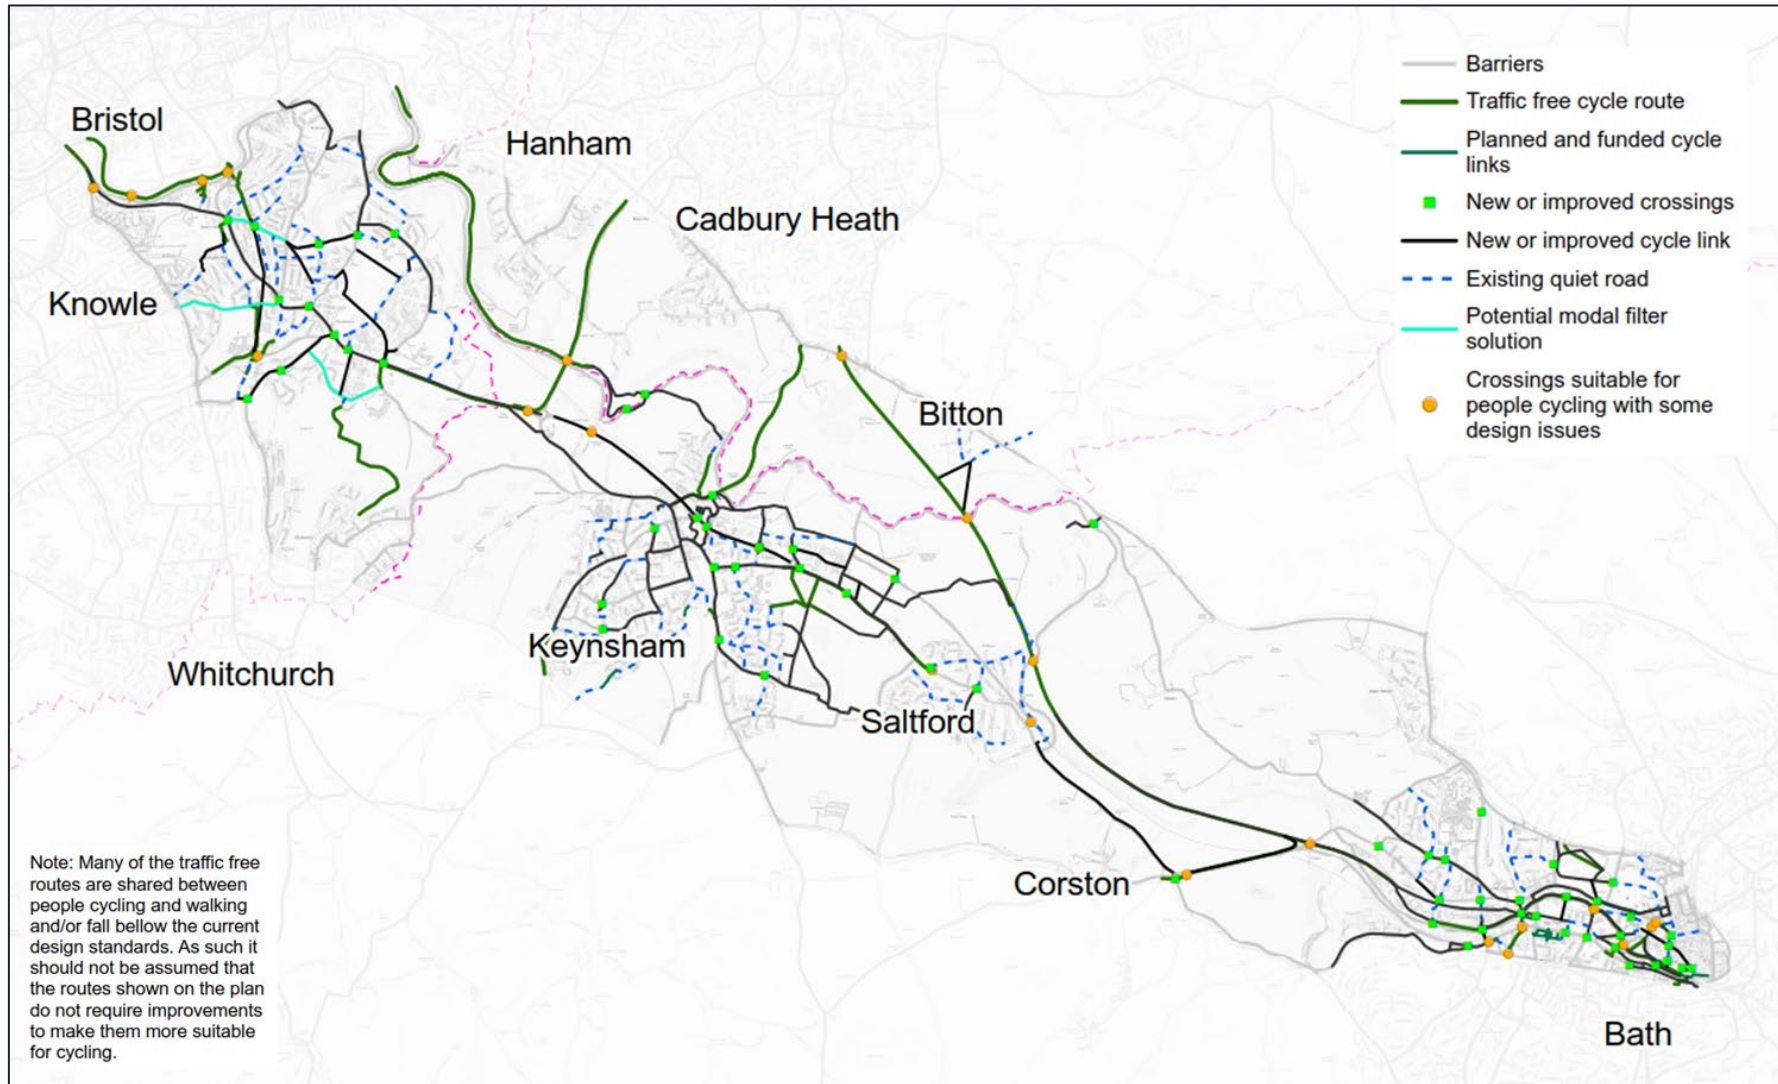 Bristol
Hanham
Cadbury Heath
Knowle
Bitton
Keynsham
Whitchurch
Saltford
Corston
Bath
Barriers
Traffic free cycle route
Planned and funded cycle
links
New or improved crossings
New or improved cycle link
Existing quiet road
Potential modal filter
solution
Crossings suitable for
people cycling with some
design issues
Note: Many of the traffic free
routes are shared between
people cycling and walking
and/or fall bellow the current
design standards. As such it
should not be assumed that
the routes shown on the plan
do not require improvements
to make them more suitable
for cycling.